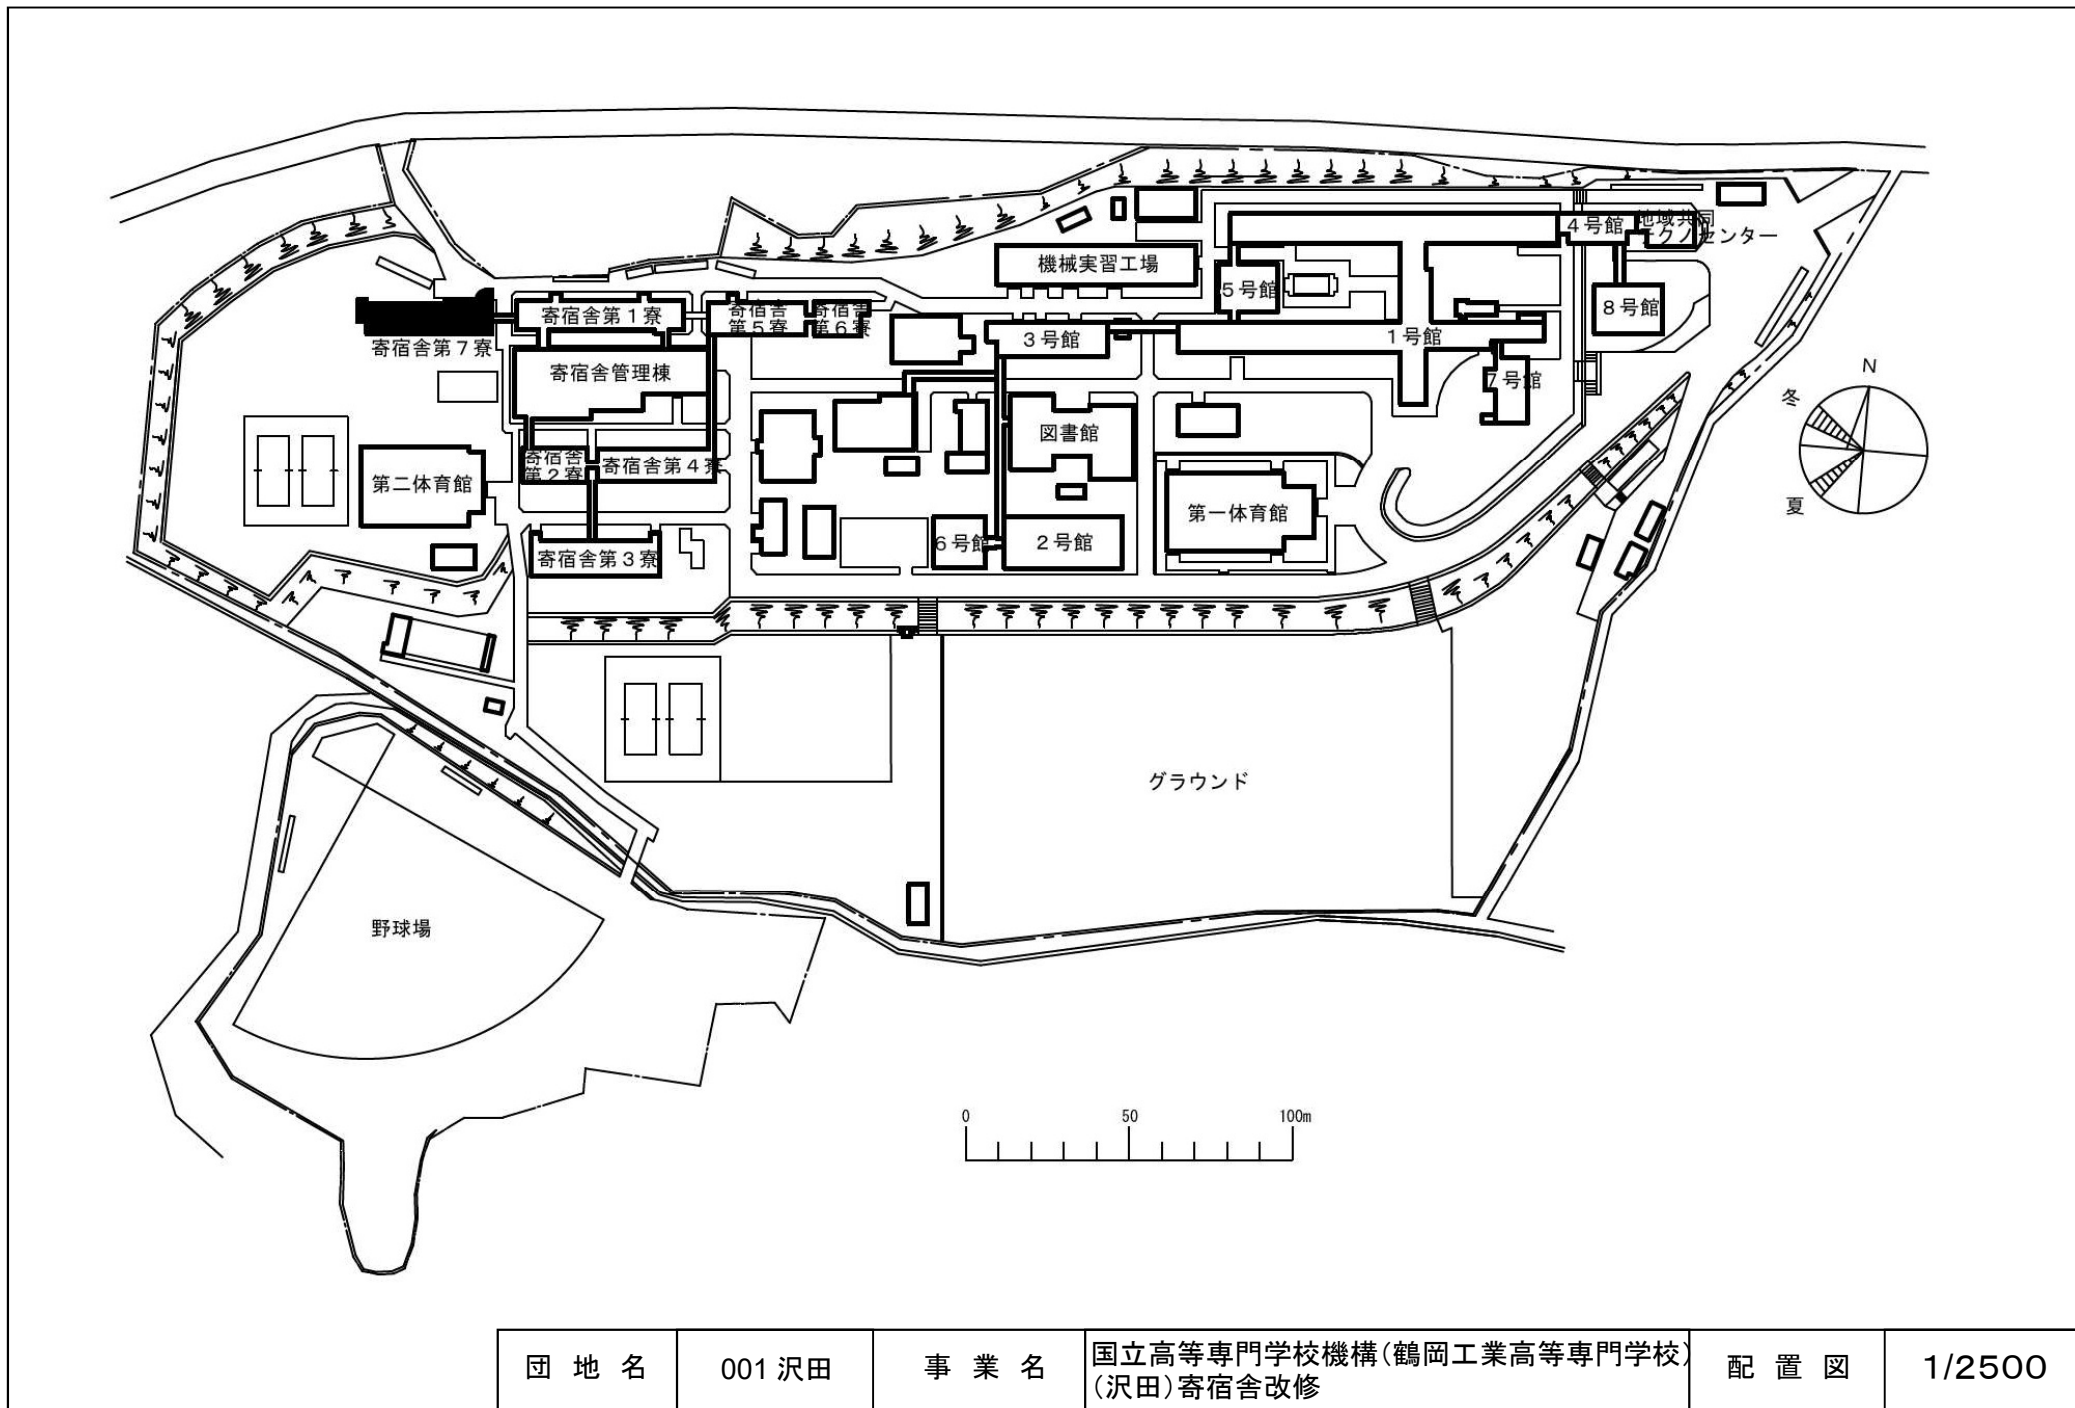 4号館
地域共同
テクノセンター
機械実習工場
5号館
8号館
寄宿舎第1寮
寄宿舎
第5寮
寄宿舎
第6寮
3号館
1号館
寄宿舎第7寮
寄宿舎管理棟
7号館
N
冬
夏
図書館
寄宿舎
第2寮
寄宿舎第4寮
第二体育館
第一体育館
6号館
2号館
寄宿舎第3寮
グラウンド
野球場
0 50 100m
団地名 001 沢田 事業名 国立高等専門学校機構(鶴岡工業高等専門学校)
(沢田)寄宿舎改修
配置図 1/2500